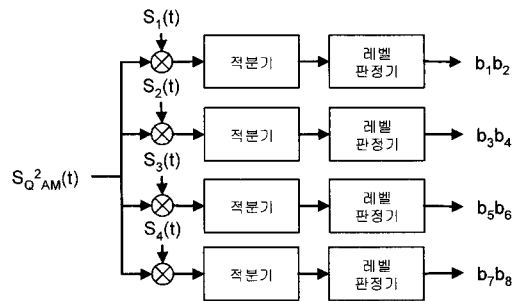 S₁(t)
적분기
레벨
판정기
b₁b₂
S₂(t)
적분기
레벨
판정기
b₃b₄
S_Q²_AM(t)
S₃(t)
적분기
레벨
판정기
b₅b₆
S₄(t)
적분기
레벨
판정기
b₇b₈